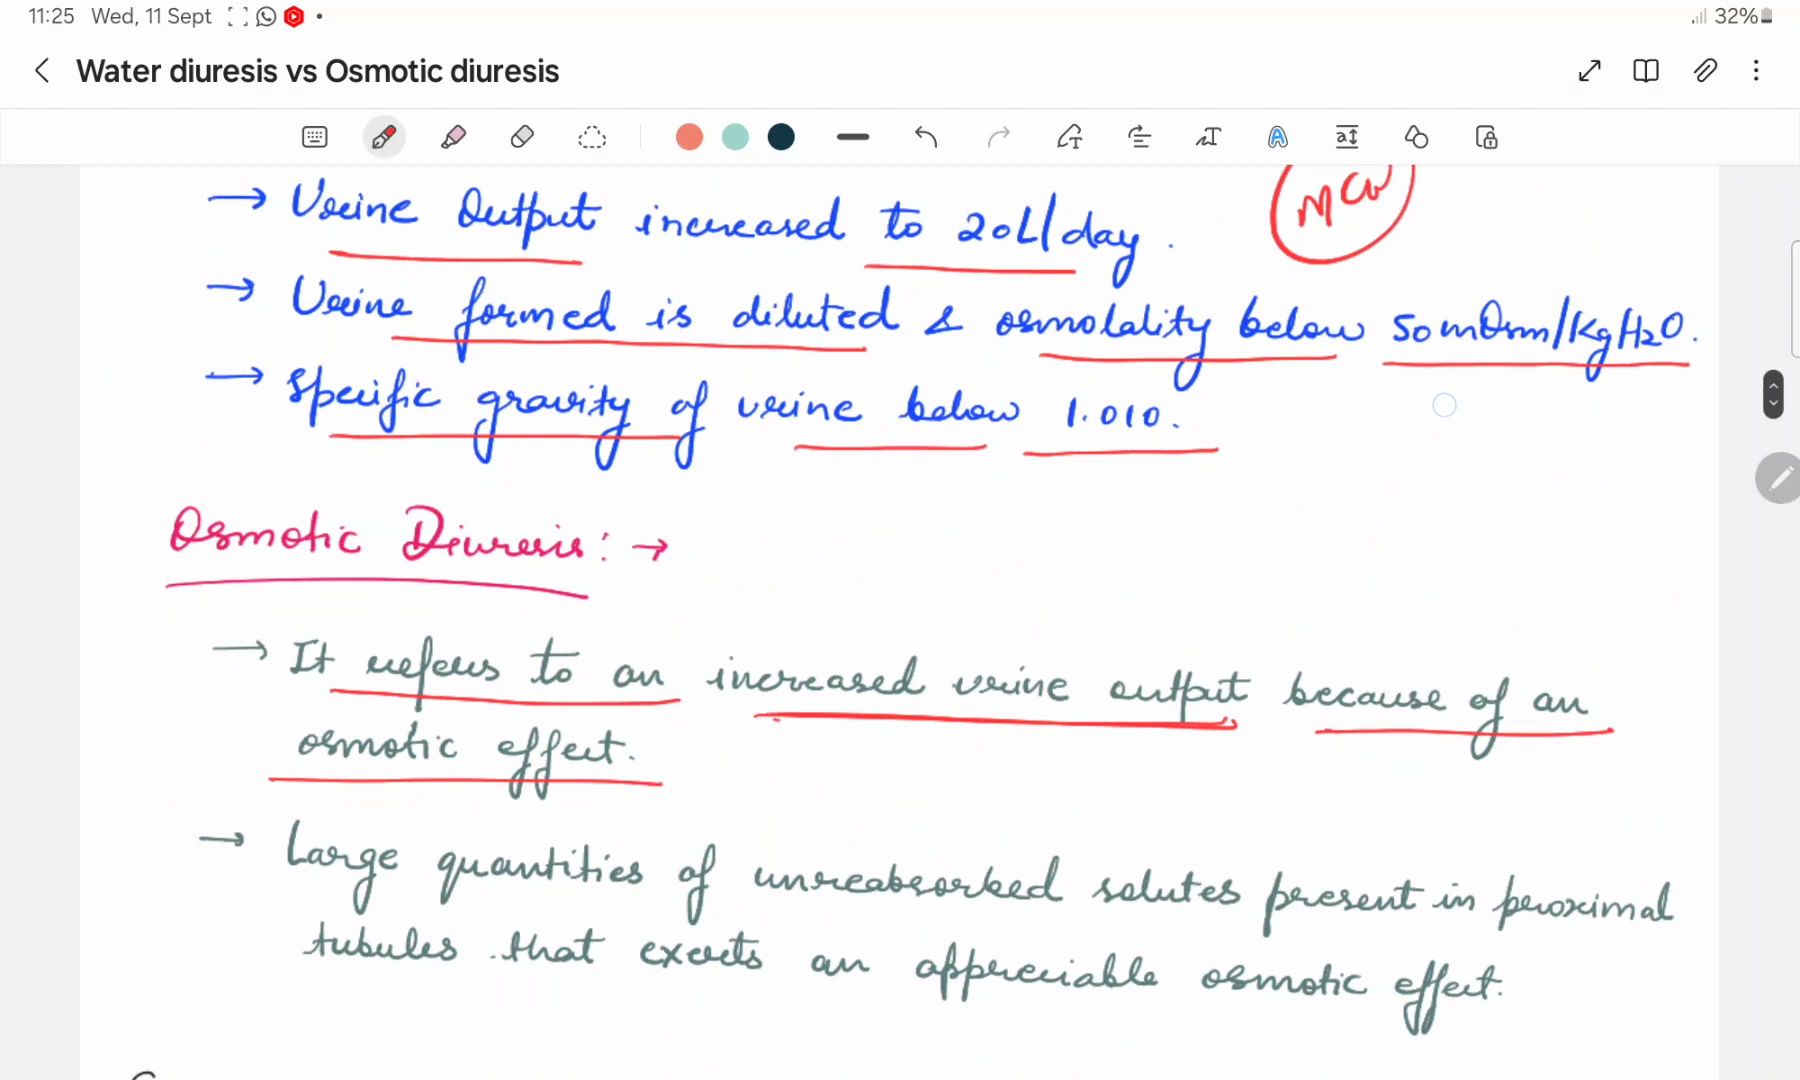 11:25 Wed, 11 Sept
32%
Water diuresis vs Osmotic diuresis
→ Urine Output increased to 20L/day.
→ Urine formed is diluted & osmolality below 50 mOsm/kg H2O.
→ Specific gravity of urine below 1.010.
Osmotic Diuresis: →
→ It refers to an increased urine output because of an
osmotic effect.
→ Large quantities of unreabsorbed solutes present in proximal
tubules that exerts an appreciable osmotic effect.